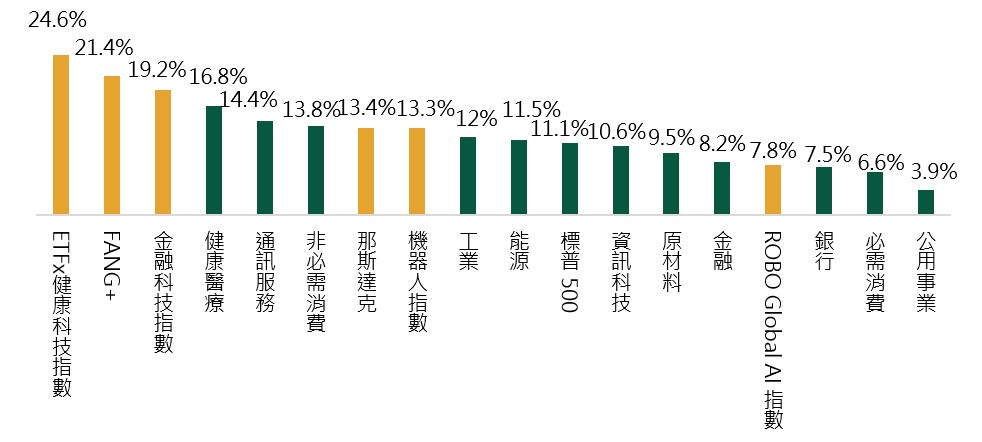 24.6%
21.4%
19.2%
16.8%
14.4%
13.8%
13.4%
13.3%
12%
11.5%
11.1%
10.6%
9.5%
8.2%
7.8%
7.5%
6.6%
3.9%
ETFx健康科技指數
FANG+
金融科技指數
健康醫療
通訊服務
非必需消費
那斯達克
機器人指數
工業
能源
標普 500
資訊科技
原材料
金融
ROBO Global AI 指數
銀行
必需消費
公用事業